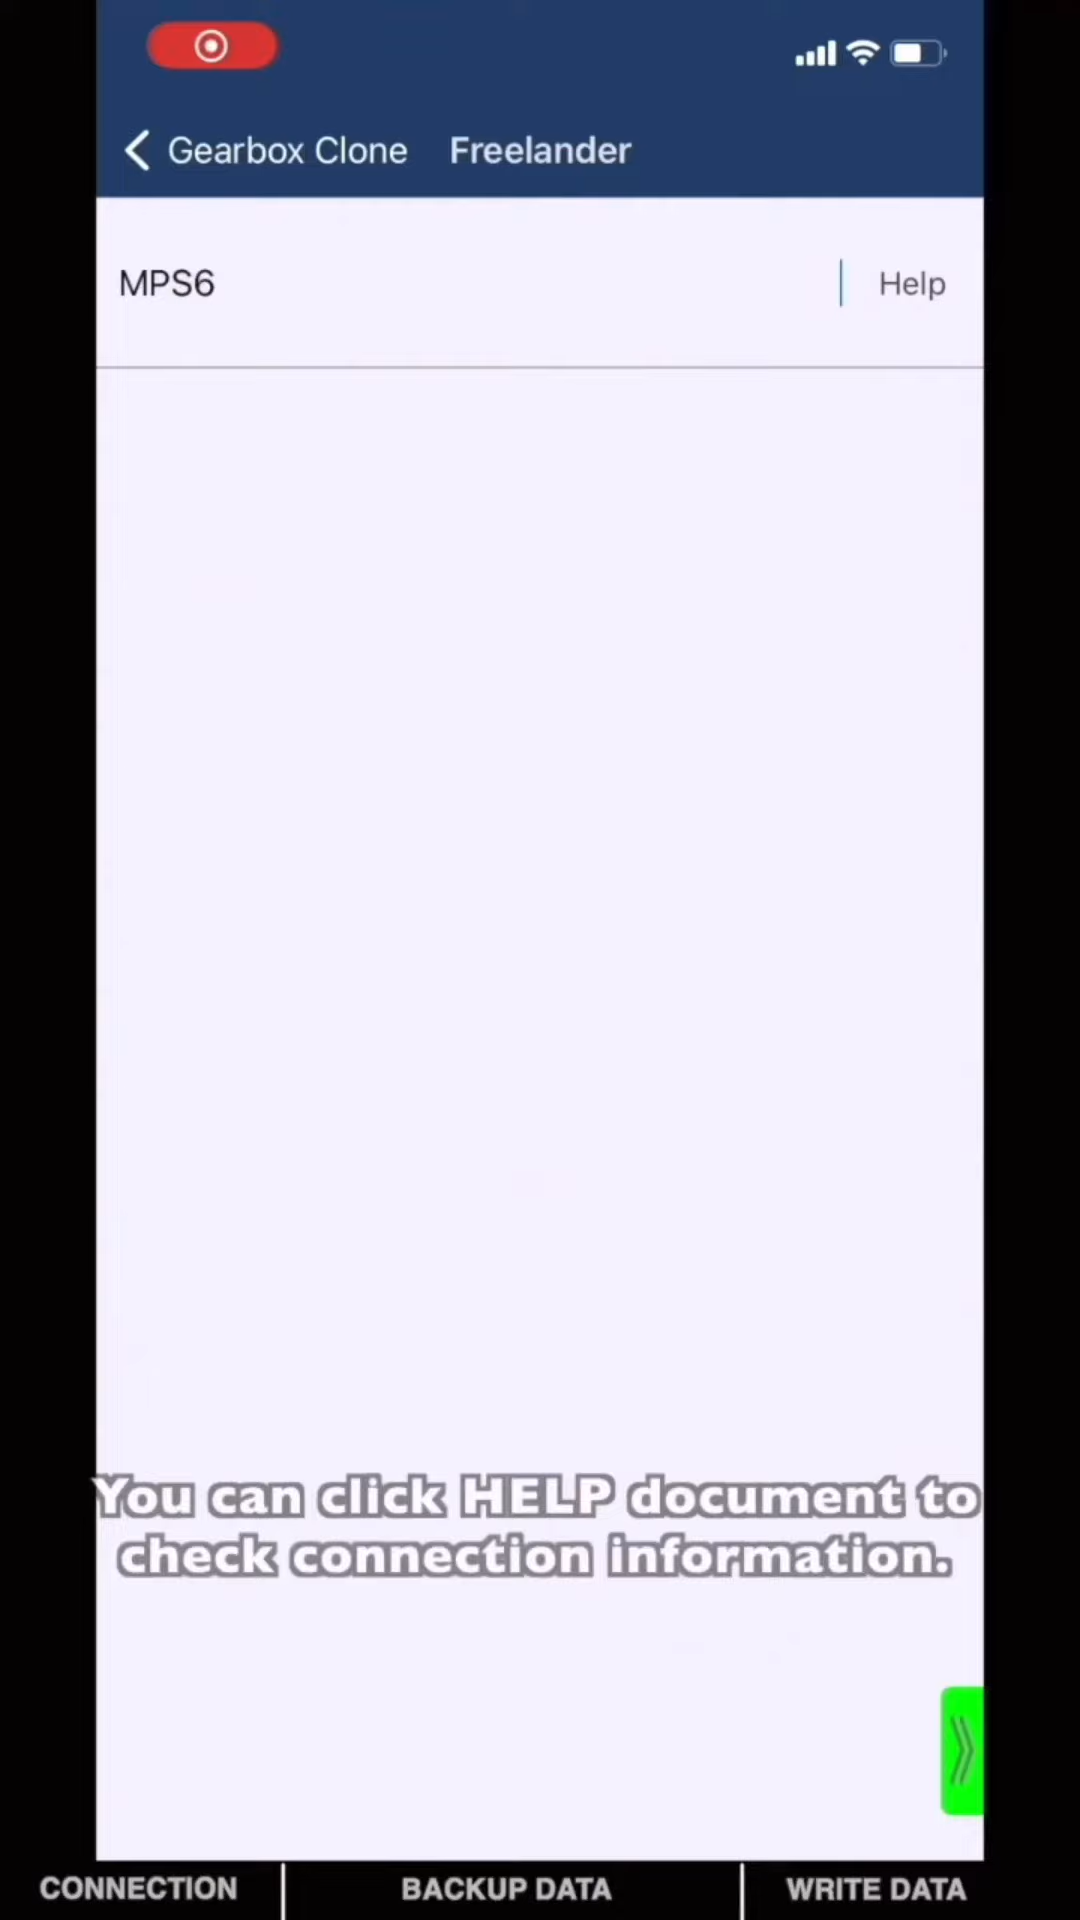 Gearbox Clone Freelander
MPS6 Help
You can click HELP document to
check connection information.
CONNECTION BACKUP DATA WRITE DATA